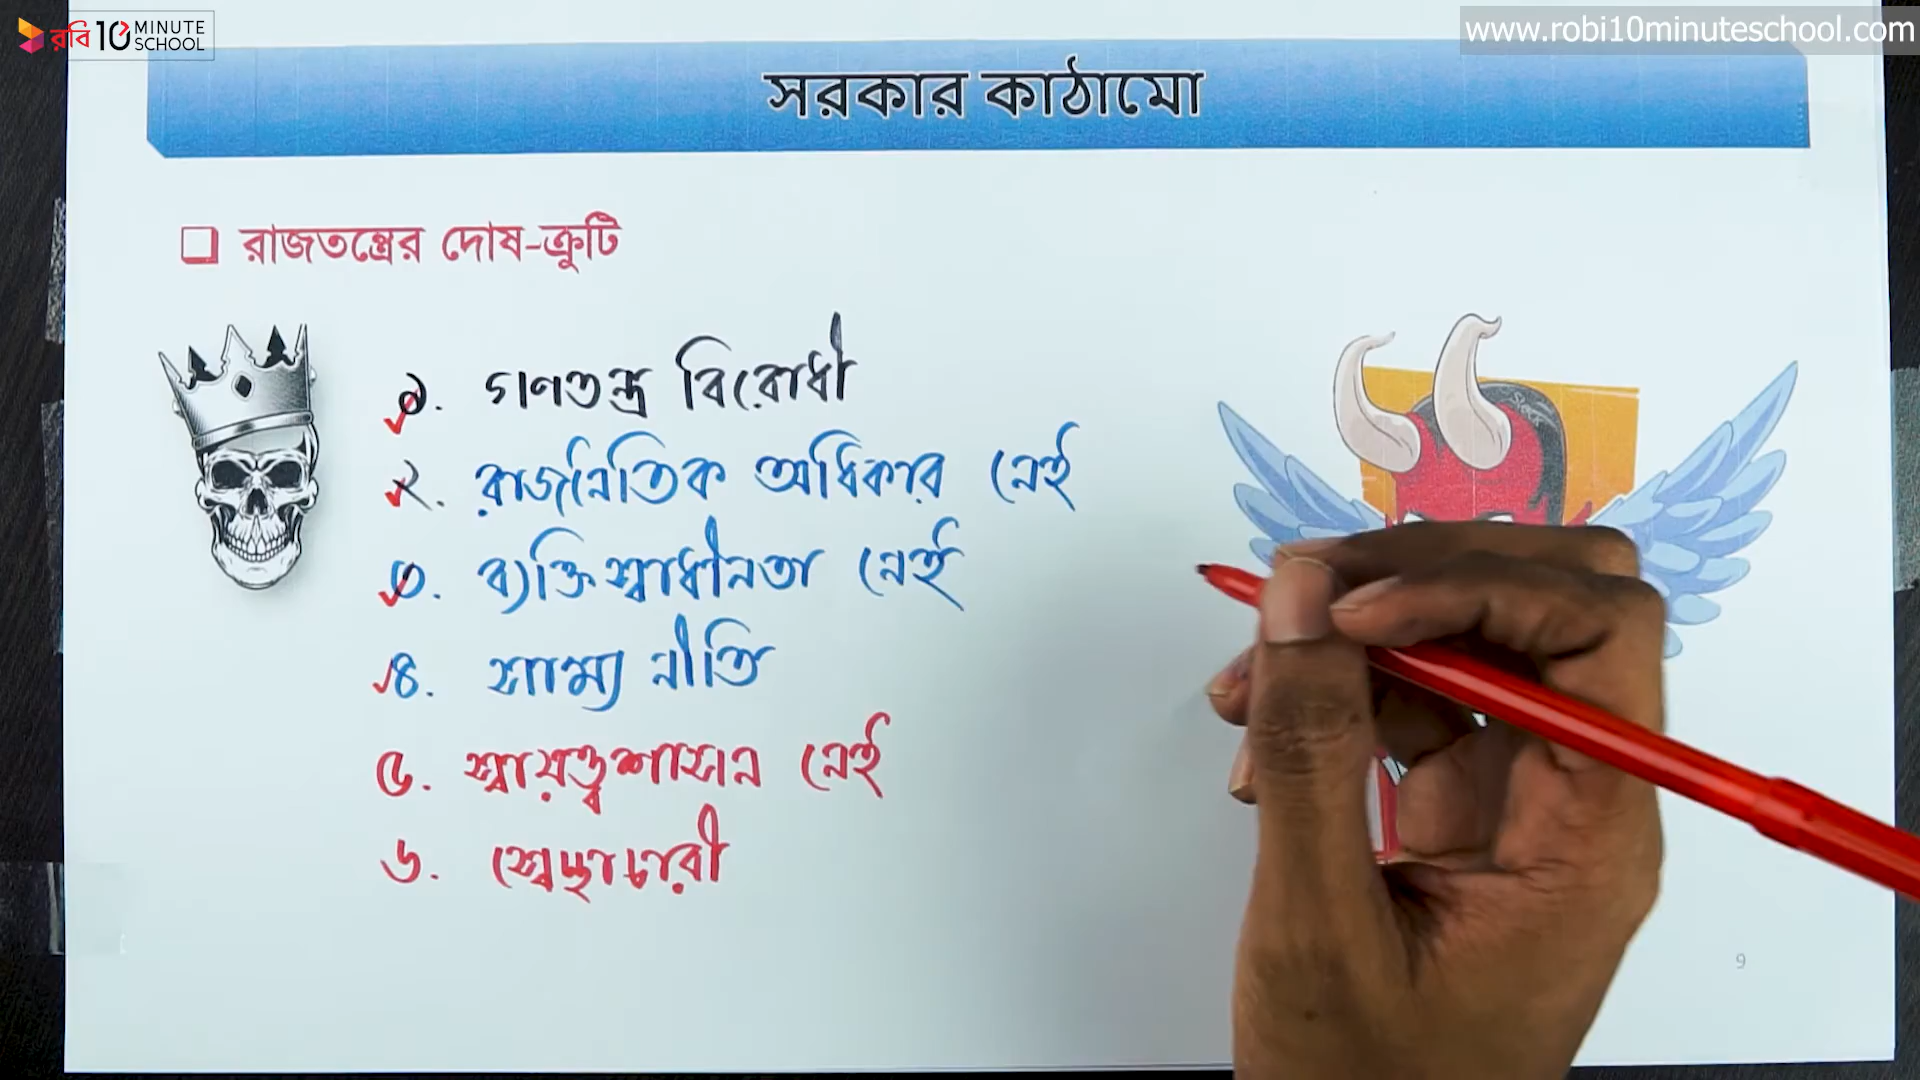 রবি 10 MINUTE SCHOOL
www.robi10minuteschool.com
সরকার কাঠামো
রাজতন্ত্রের দোষ-ত্রুটি
১. গণতন্ত্র বিরোধী
২. রাজনিতিক অধিকার নেই
৩. ব্যক্তিস্বাধীনতা নেই
৪. সাম্য নীতি
৫. স্বায়ত্ত্বশাসন নেই
৬. স্বেচ্ছাচারী
9